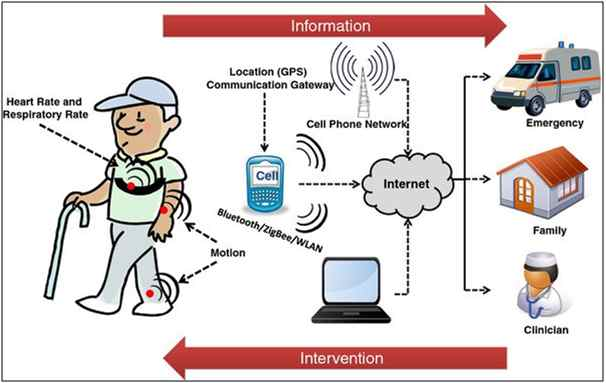 Information
Location (GPS)
Communication Gateway
Heart Rate and
Respiratory Rate
Cell Phone Network
Emergency
Cell
Internet
Bluetooth/ZigBee/WLAN
Family
Motion
Clinician
Intervention